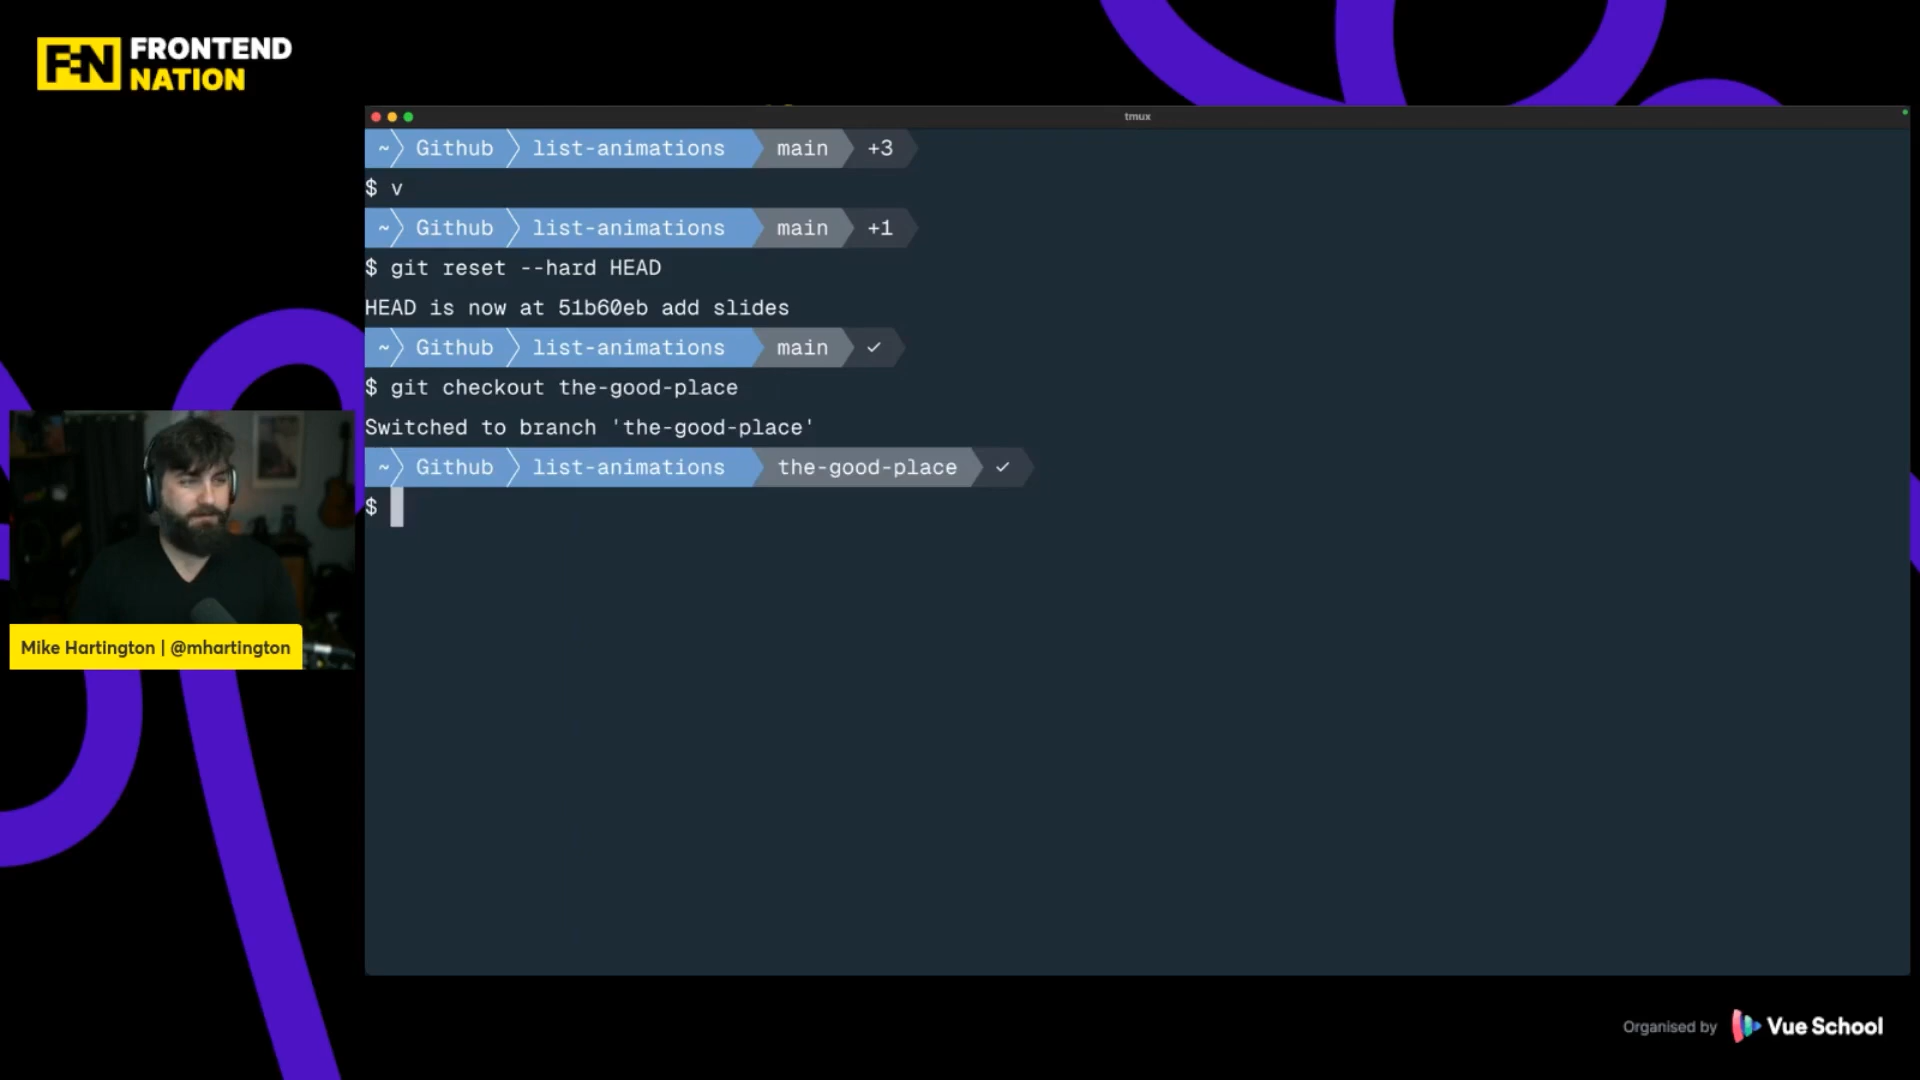 FEN FRONTEND
NATION
tmux
~ Github list-animations main +3
$ v
~ Github list-animations main +1
$ git reset --hard HEAD
HEAD is now at 51b60eb add slides
~ Github list-animations main ✓
$ git checkout the-good-place
Switched to branch 'the-good-place'
~ Github list-animations the-good-place ✓
$
Mike Hartington | @mhartington
Organised by Vue School